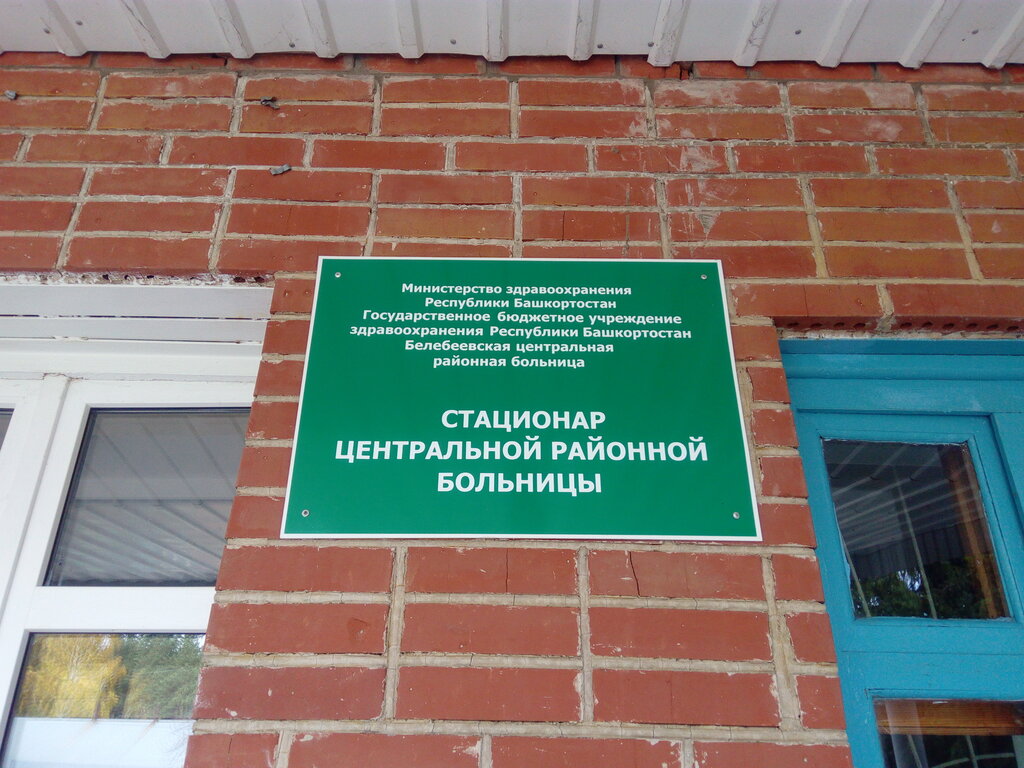 Министерство здравоохранения
Республики Башкортостан
Государственное бюджетное учреждение
здравоохранения Республики Башкортостан
Белебеевская центральная
районная больница
СТАЦИОНАР
ЦЕНТРАЛЬНОЙ РАЙОННОЙ
БОЛЬНИЦЫ